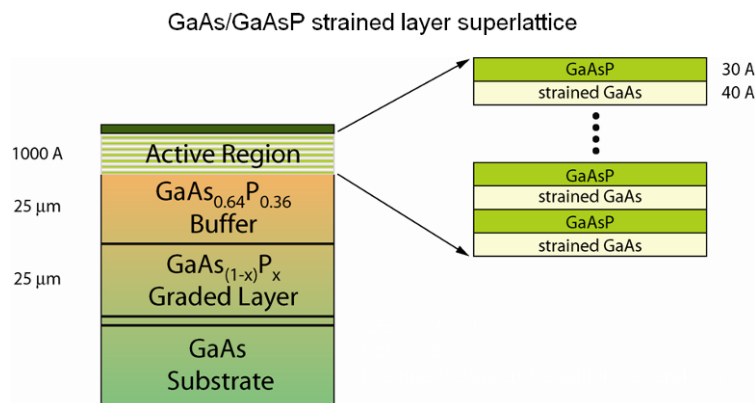 GaAs/GaAsP strained layer superlattice
GaAsP
30 A
strained GaAs
40 A
1000 A
Active Region
25 μm
GaAs0.64P0.36
Buffer
25 μm
GaAs(1-x)Px
Graded Layer
GaAs
Substrate
GaAsP
strained GaAs
GaAsP
strained GaAs